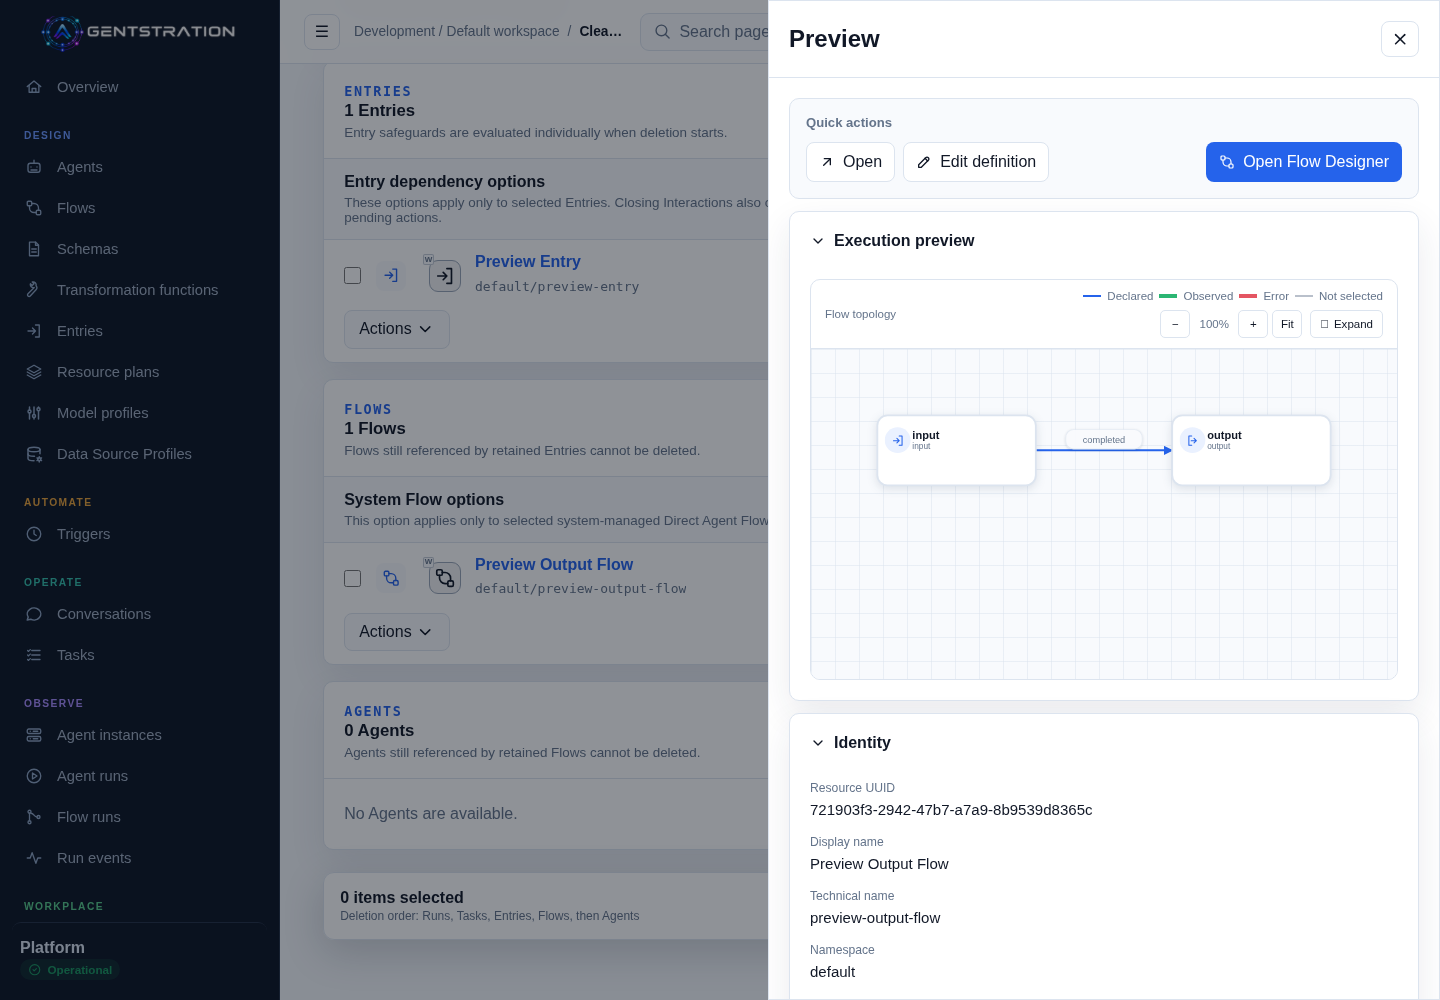 GENTSTRATION
Overview
DESIGN
Agents
Flows
Schemas
Transformation functions
Entries
Resource plans
Model profiles
Data Source Profiles
AUTOMATE
Triggers
OPERATE
Conversations
Tasks
OBSERVE
Agent instances
Agent runs
Flow runs
Run events
WORKPLACE
Platform
Operational
Development / Default workspace / Clea…
Search page
ENTRIES
1 Entries
Entry safeguards are evaluated individually when deletion starts.
Entry dependency options
These options apply only to selected Entries. Closing Interactions also
pending actions.
W
Preview Entry
default/preview-entry
Actions
FLOWS
1 Flows
Flows still referenced by retained Entries cannot be deleted.
System Flow options
This option applies only to selected system-managed Direct Agent Flow
W
Preview Output Flow
default/preview-output-flow
Actions
AGENTS
0 Agents
Agents still referenced by retained Flows cannot be deleted.
No Agents are available.
0 items selected
Deletion order: Runs, Tasks, Entries, Flows, then Agents
Preview
Quick actions
Open
Edit definition
Open Flow Designer
Execution preview
Flow topology
Declared
Observed
Error
Not selected
− 100% + Fit
Expand
input
input
completed
output
output
Identity
Resource UUID
721903f3-2942-47b7-a7a9-8b9539d8365c
Display name
Preview Output Flow
Technical name
preview-output-flow
Namespace
default